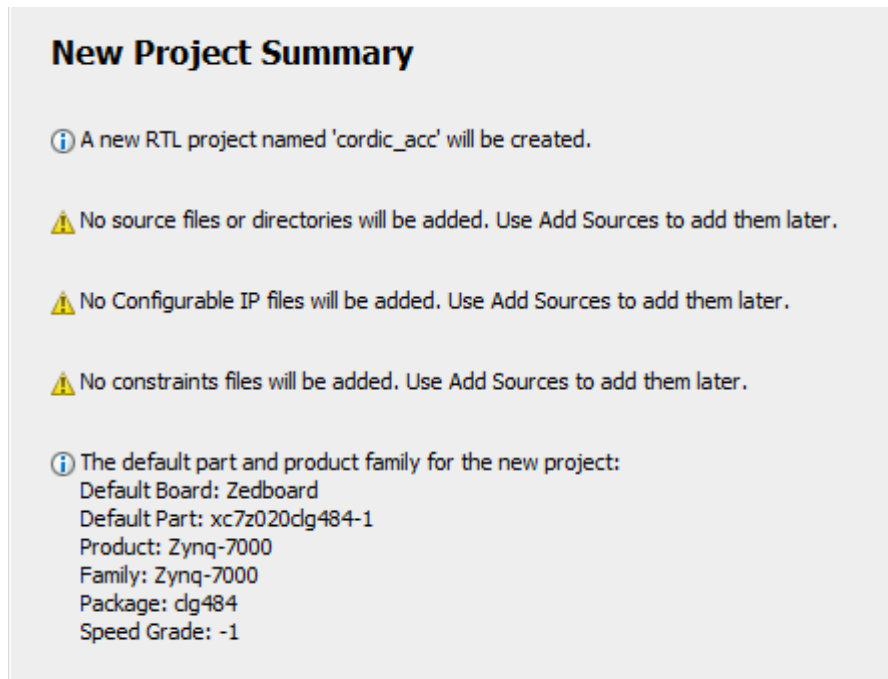 New Project Summary
A new RTL project named 'cordic_acc' will be created.
No source files or directories will be added. Use Add Sources to add them later.
No Configurable IP files will be added. Use Add Sources to add them later.
No constraints files will be added. Use Add Sources to add them later.
The default part and product family for the new project:
Default Board: Zedboard
Default Part: xc7z020clg484-1
Product: Zynq-7000
Family: Zynq-7000
Package: clg484
Speed Grade: -1